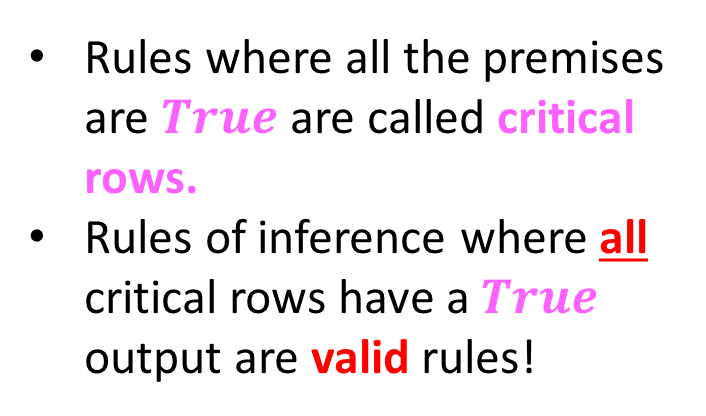 • Rules where all the premises
are True are called critical
rows.
• Rules of inference where all
critical rows have a True
output are valid rules!